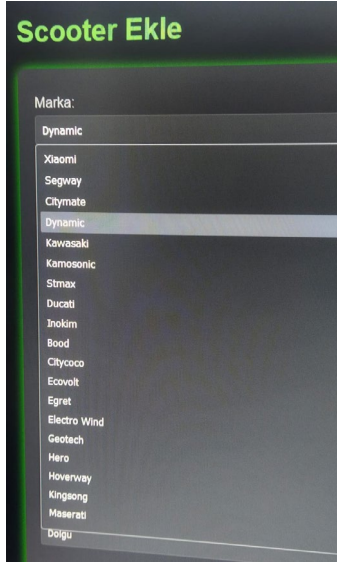 Scooter Ekle
Marka:
Dynamic
Xiaomi
Segway
Citymate
Dynamic
Kawasaki
Kamosonic
Stmax
Ducati
Inokim
Bood
Citycoco
Ecovolt
Egret
Electro Wind
Geotech
Hero
Hoverway
Kingsong
Maserati
Doigu